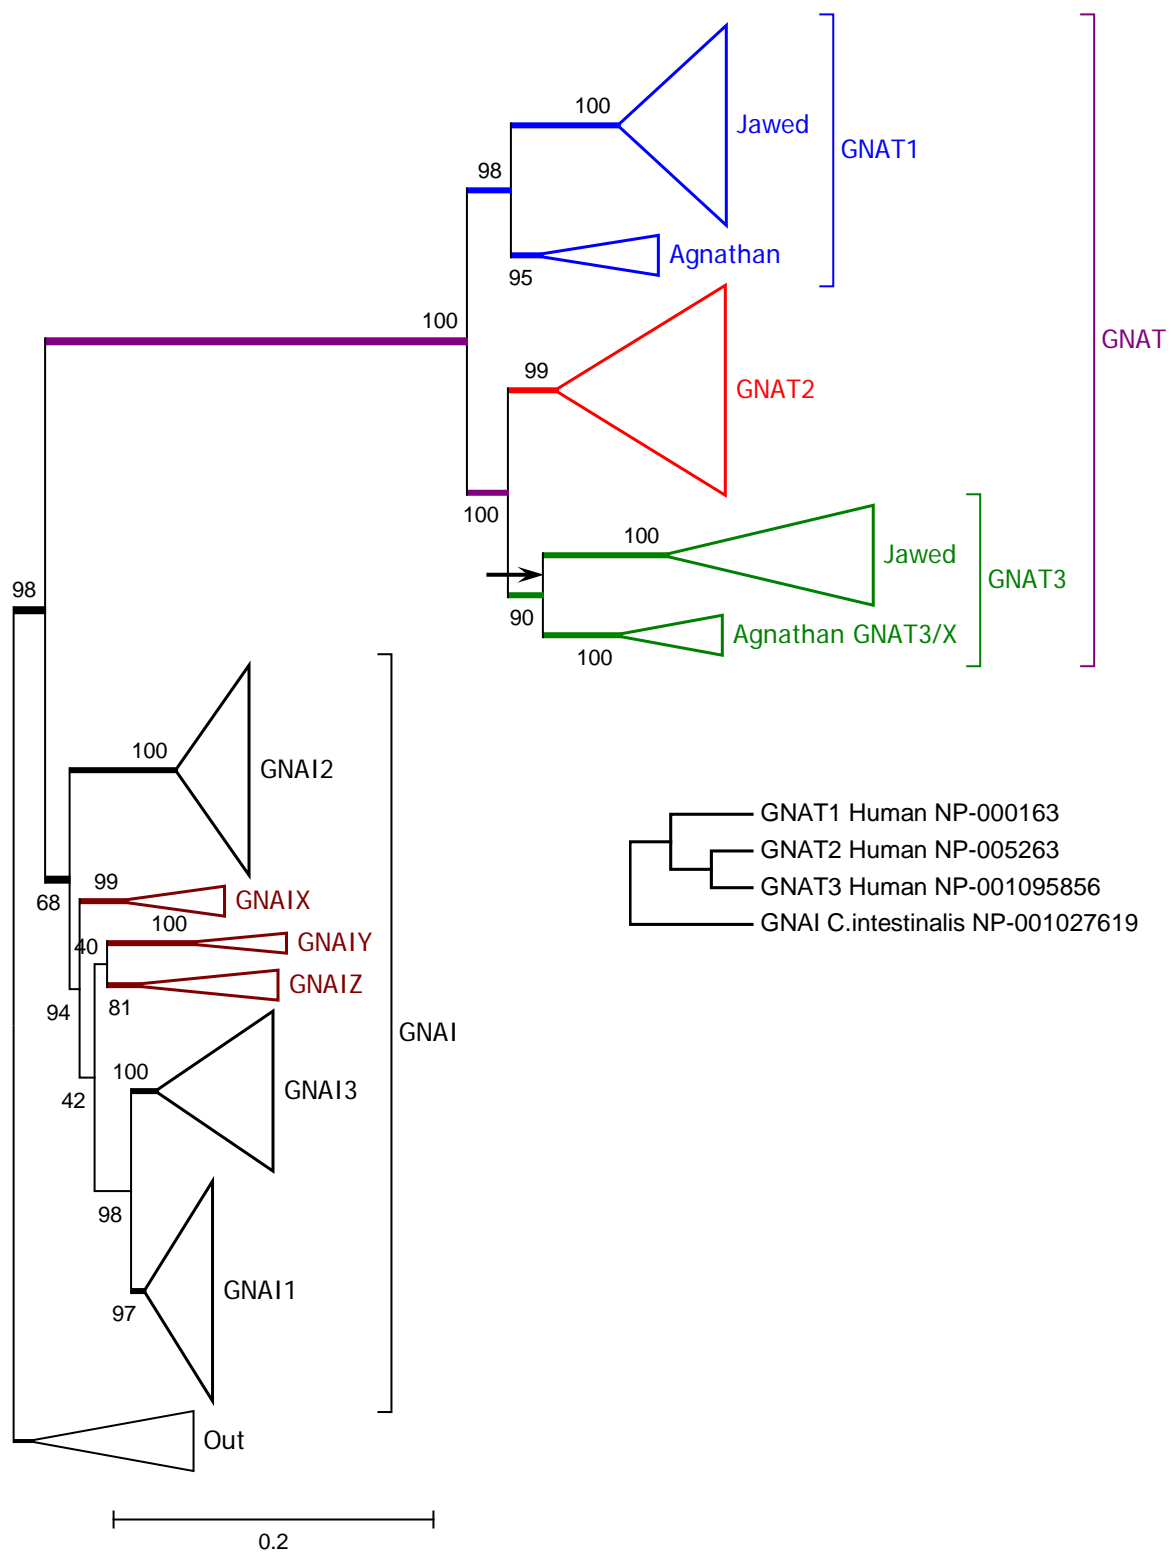 100
Jawed
GNAT1
98
Agnathan
95
100
GNAT
99
GNAT2
100
100
Jawed
GNAT3
98
90
Agnathan GNAT3/X
100
100
GNAI2
GNAT1 Human NP-000163
GNAT2 Human NP-005263
GNAT3 Human NP-001095856
GNAI C.intestinalis NP-001027619
68
99
GNAIX
100
40
GNAIY
GNAIZ
94
81
GNAI
100
42
GNAI3
98
GNAI1
97
Out
0.2